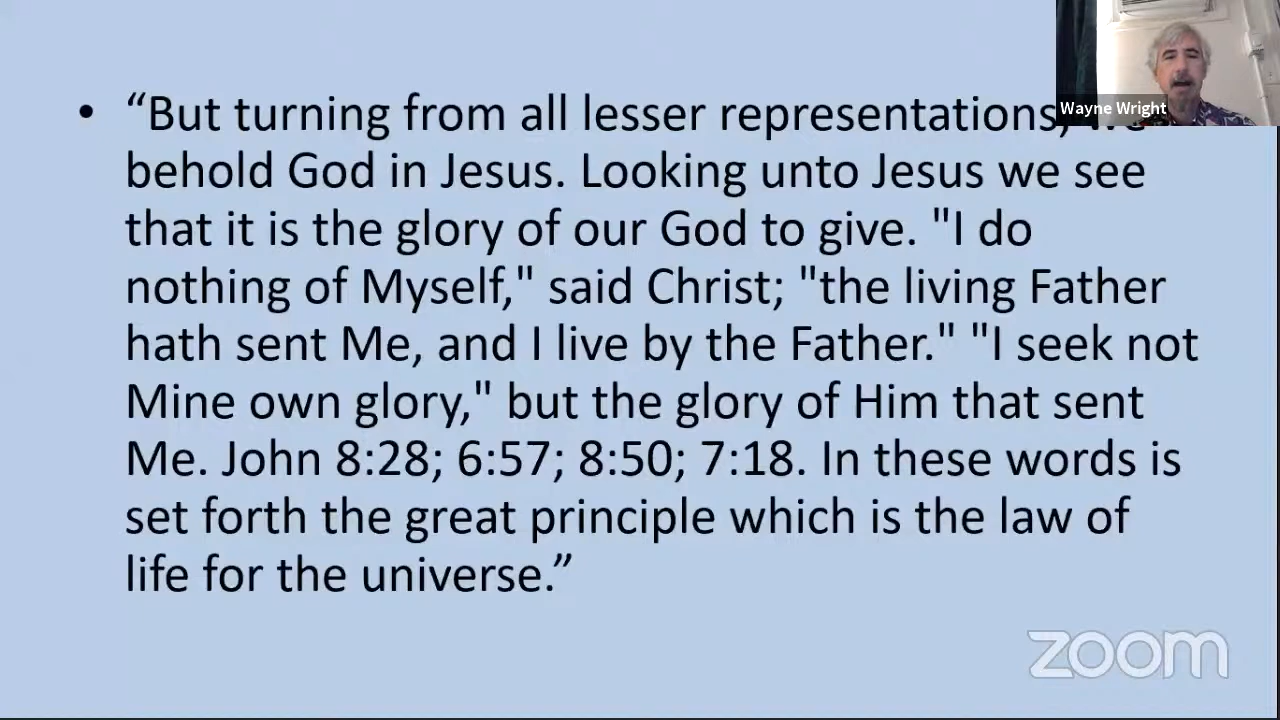 • “But turning from all lesser representations, we
behold God in Jesus. Looking unto Jesus we see
that it is the glory of our God to give. "I do
nothing of Myself," said Christ; "the living Father
hath sent Me, and I live by the Father." "I seek not
Mine own glory," but the glory of Him that sent
Me. John 8:28; 6:57; 8:50; 7:18. In these words is
set forth the great principle which is the law of
life for the universe.”
Wayne Wright
zoom